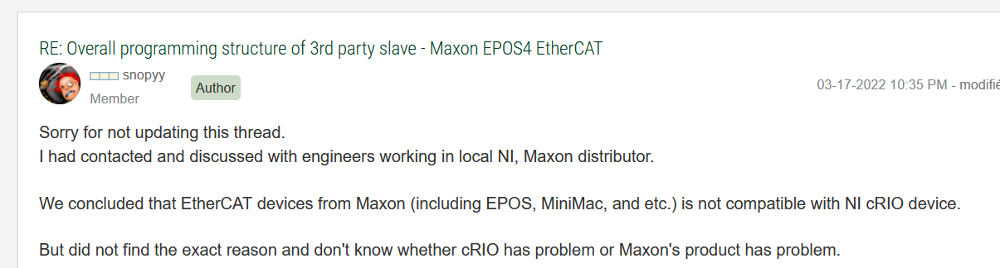 RE: Overall programming structure of 3rd party slave - Maxon EPOS4 EtherCAT
snopyy
Member
Author
03-17-2022 10:35 PM - modifié
Sorry for not updating this thread.
I had contacted and discussed with engineers working in local NI, Maxon distributor.
We concluded that EtherCAT devices from Maxon (including EPOS, MiniMac, and etc.) is not compatible with NI cRIO device.
But did not find the exact reason and don't know whether cRIO has problem or Maxon's product has problem.